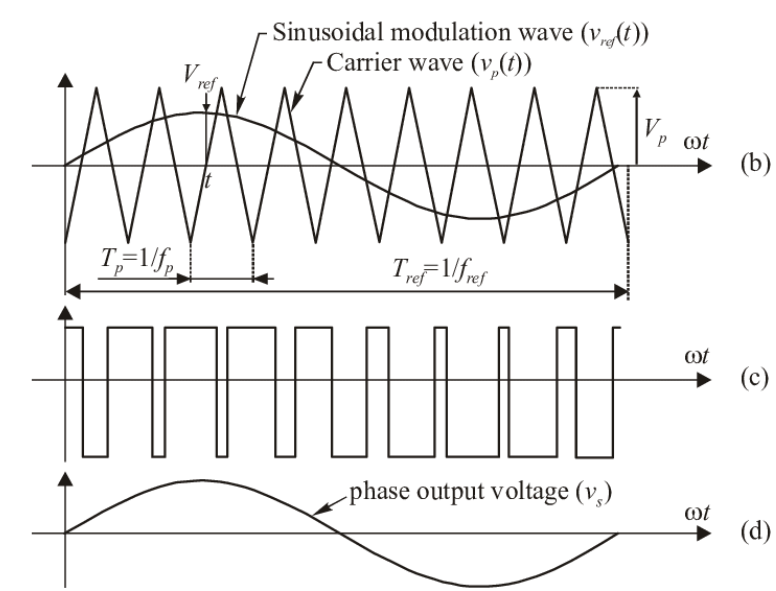 Sinusoidal modulation wave (v_ref(t))
Carrier wave (v_p(t))
V_ref
V_p
ωt
(b)
t
T_p=1/f_p
T_ref=1/f_ref
ωt
(c)
phase output voltage (v_s)
ωt
(d)